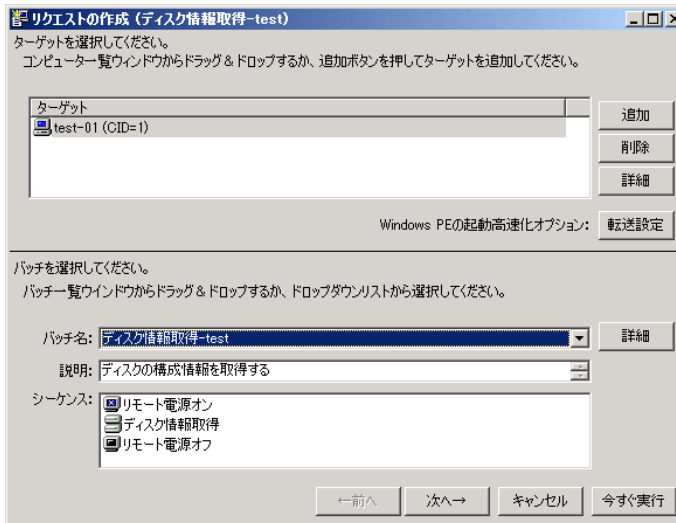 リクエストの作成（ディスク情報取得-test）
ターゲットを選択してください。
コンピューター覧ウィンドウからドラッグ＆ドロップするか、追加ボタンを押してターゲットを追加してください。
ターゲット
test-01 (CID=1)
追加
削除
詳細
Windows PEの起動高速化オプション：
転送設定
バッチを選択してください。
バッチ一覧ウインドウからドラッグ＆ドロップするか、ドロップダウンリストから選択してください。
バッチ名：
ディスク情報取得-test
詳細
説明：
ディスクの構成情報を取得する
シーケンス：
リモート電源オン
ディスク情報取得
リモート電源オフ
←前へ
次へ→
キャンセル
今すぐ実行